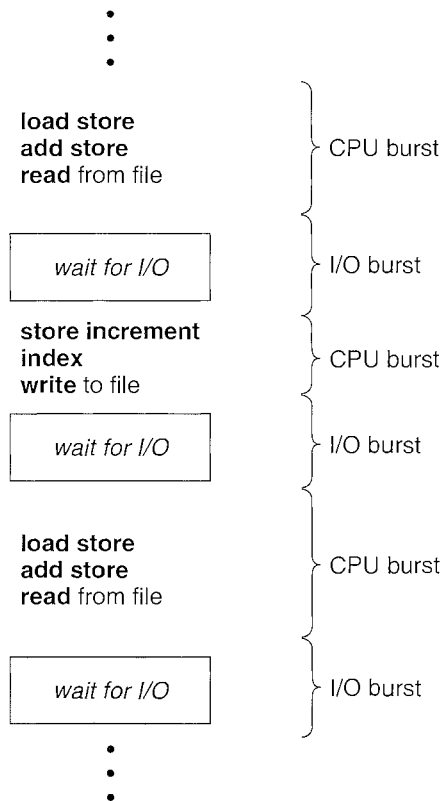 load store
add store
read from file
CPU burst
wait for I/O
I/O burst
store increment
index
write to file
CPU burst
wait for I/O
I/O burst
load store
add store
read from file
CPU burst
wait for I/O
I/O burst